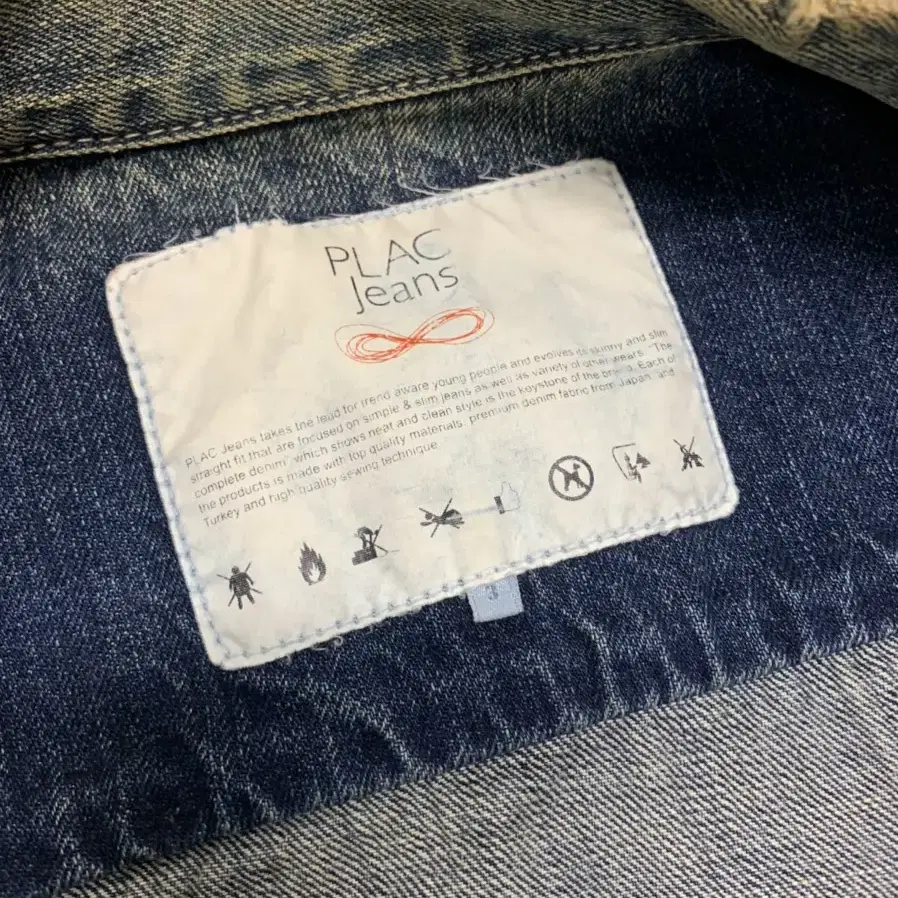 PLAC
Jeans
PLAC Jeans takes the lead for trend aware young people and evolves its skinny and slim
straight fit that are focused on simple & slim jeans as well as variety of other wears. "The
complete denim" which shows neat and clean style is the keystone of the brand. Each of
the products is made with top quality materials, premium denim fabric from Japan and
Turkey and high quality sewing technique
3